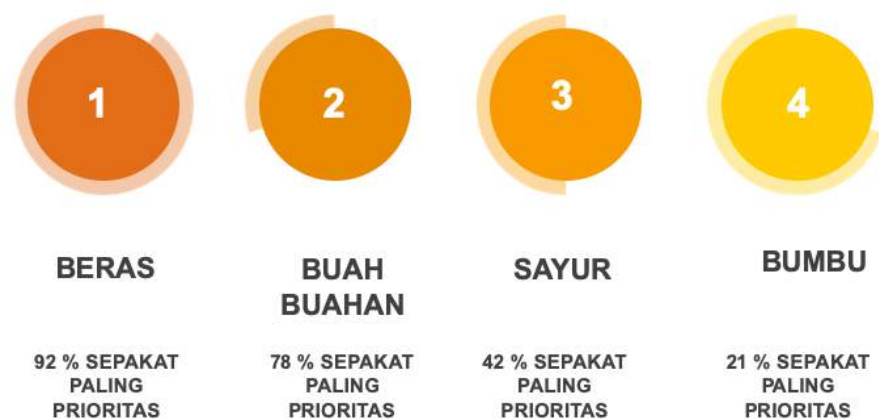 1
2
3
4
BERAS
BUAH
BUAHAN
SAYUR
BUMBU
92 % SEPAKAT
PALING
PRIORITAS
78 % SEPAKAT
PALING
PRIORITAS
42 % SEPAKAT
PALING
PRIORITAS
21 % SEPAKAT
PALING
PRIORITAS